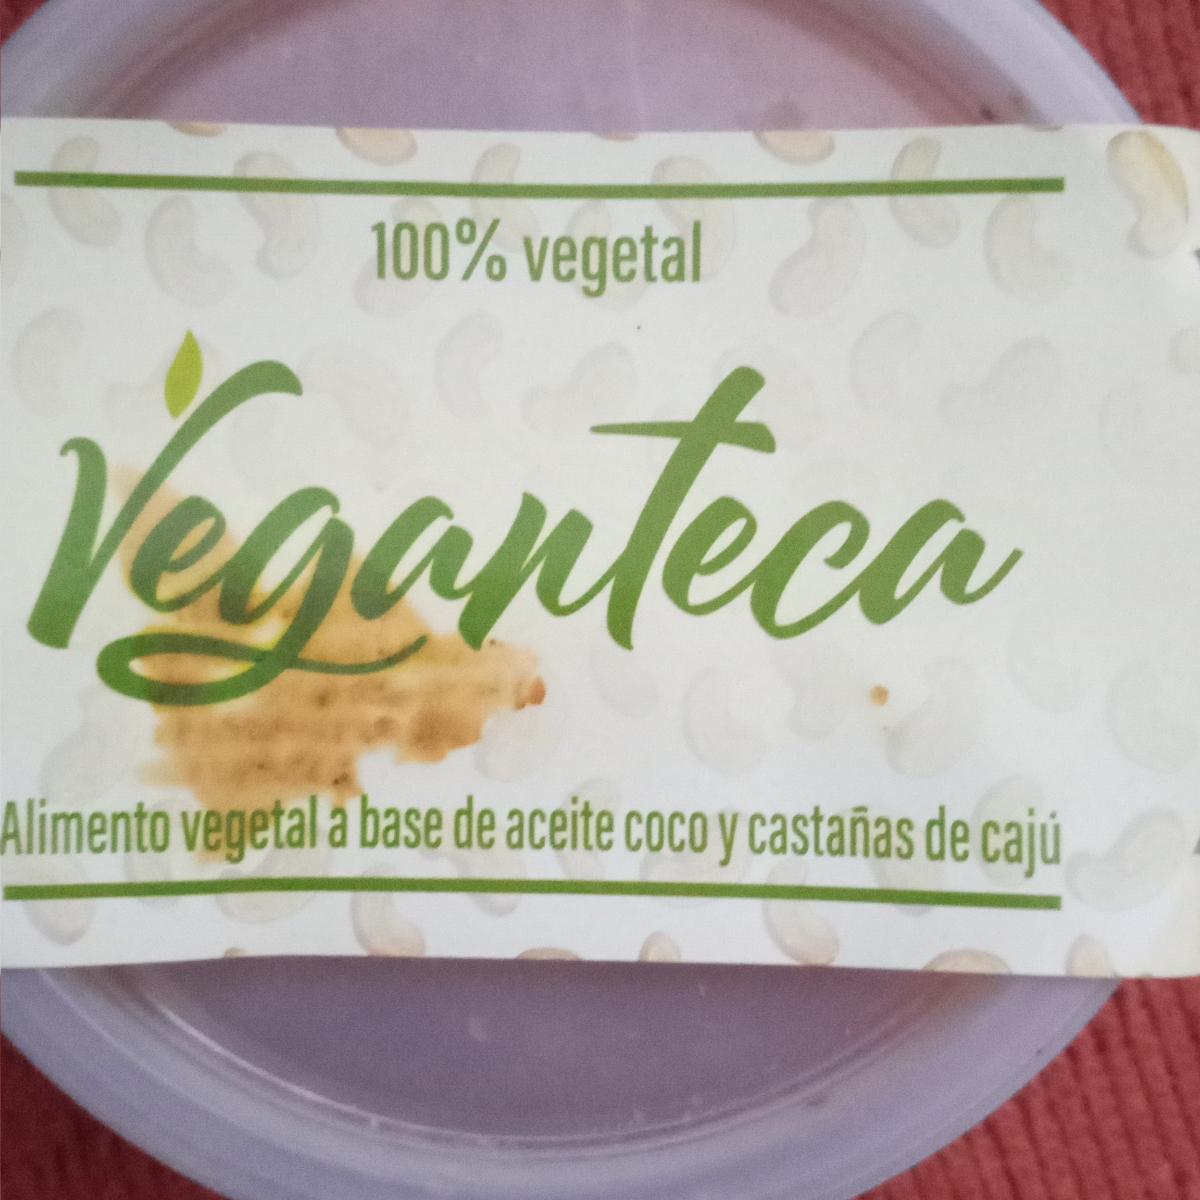 100% vegetal
Veganteca
Alimento vegetal a base de aceite coco y castañas de cajú